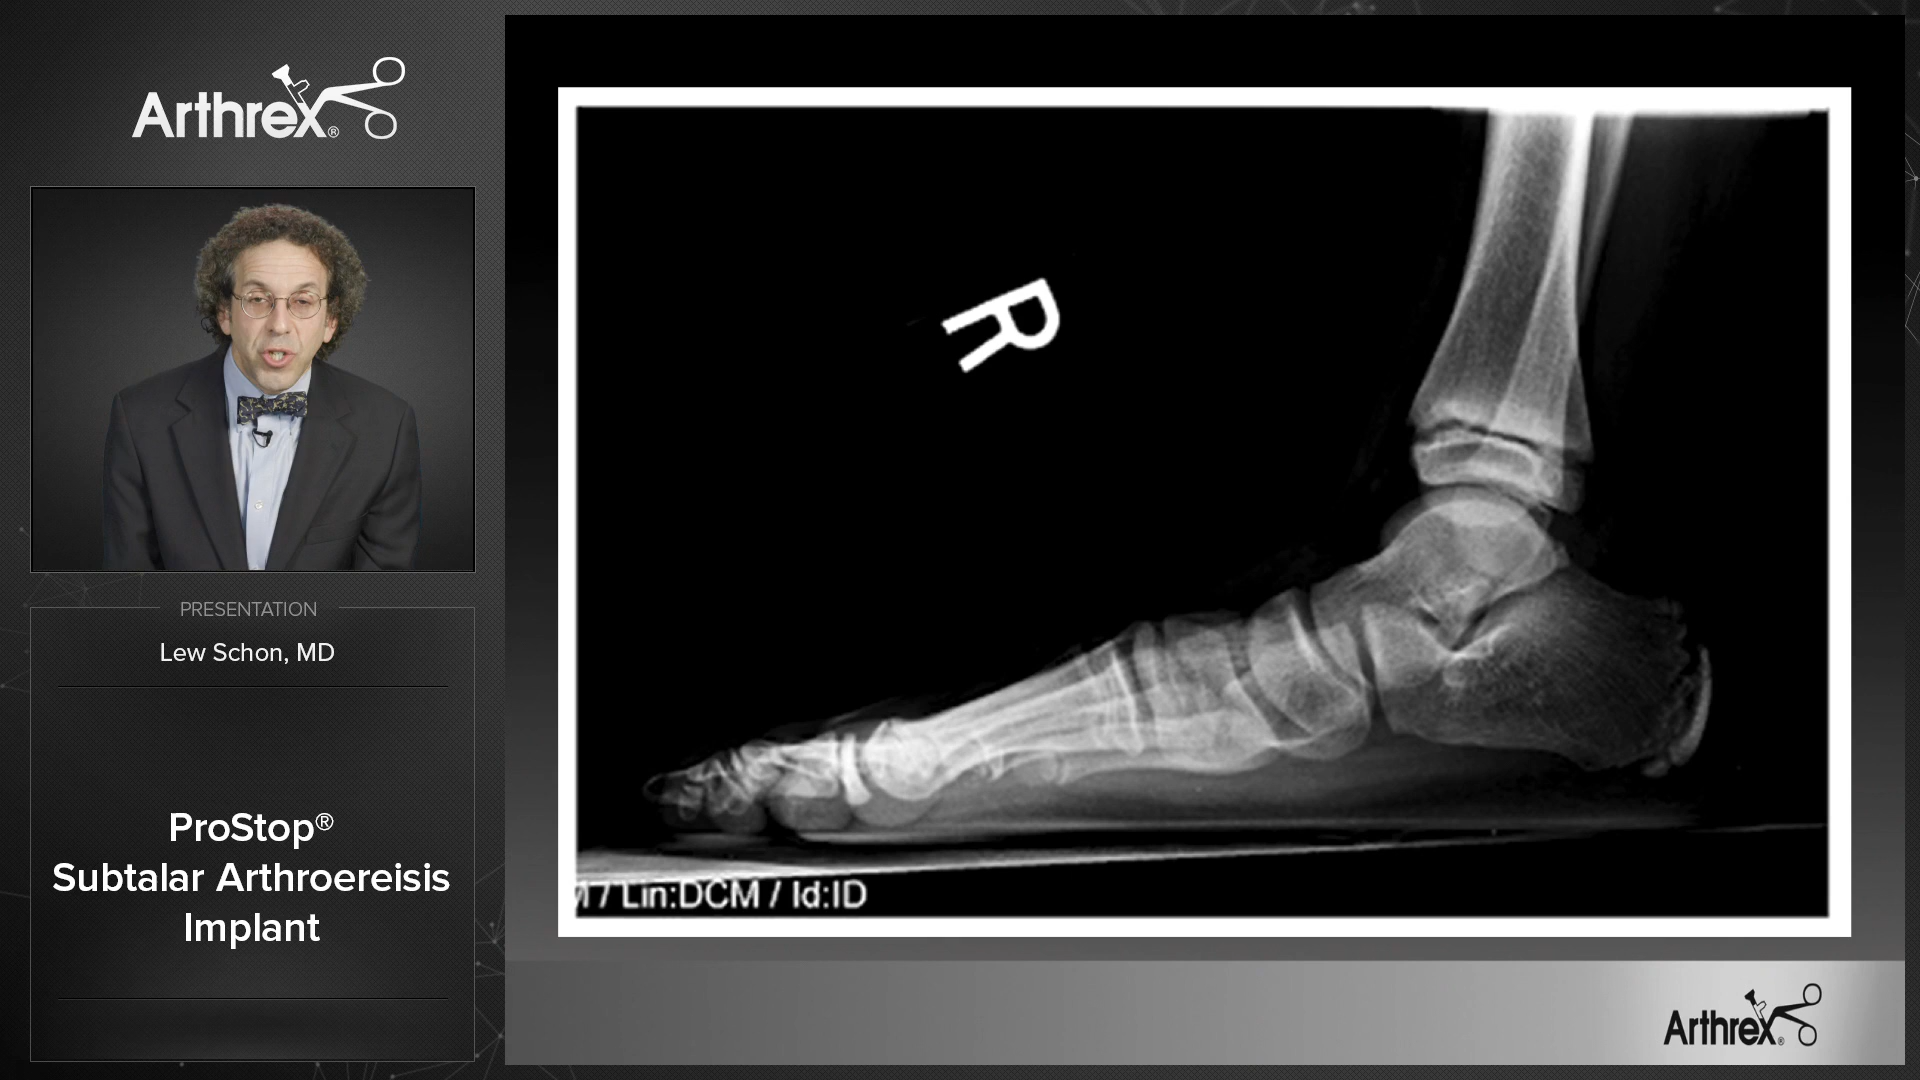 Arthrex®
PRESENTATION
Lew Schon, MD
ProStop®
Subtalar Arthroereisis
Implant
R
/ Lin:DCM / Id:ID
Arthrex®